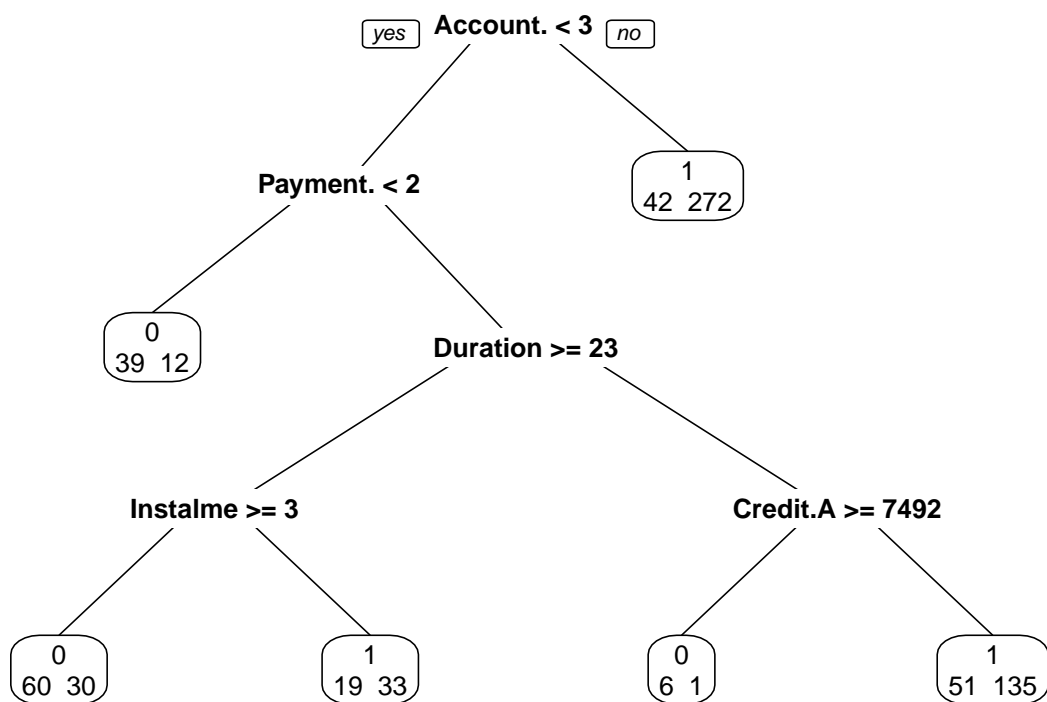 yes Account. < 3 no
Payment. < 2
1
42 272
0
39 12
Duration >= 23
Instalme >= 3
Credit.A >= 7492
0
60 30
1
19 33
0
6 1
1
51 135